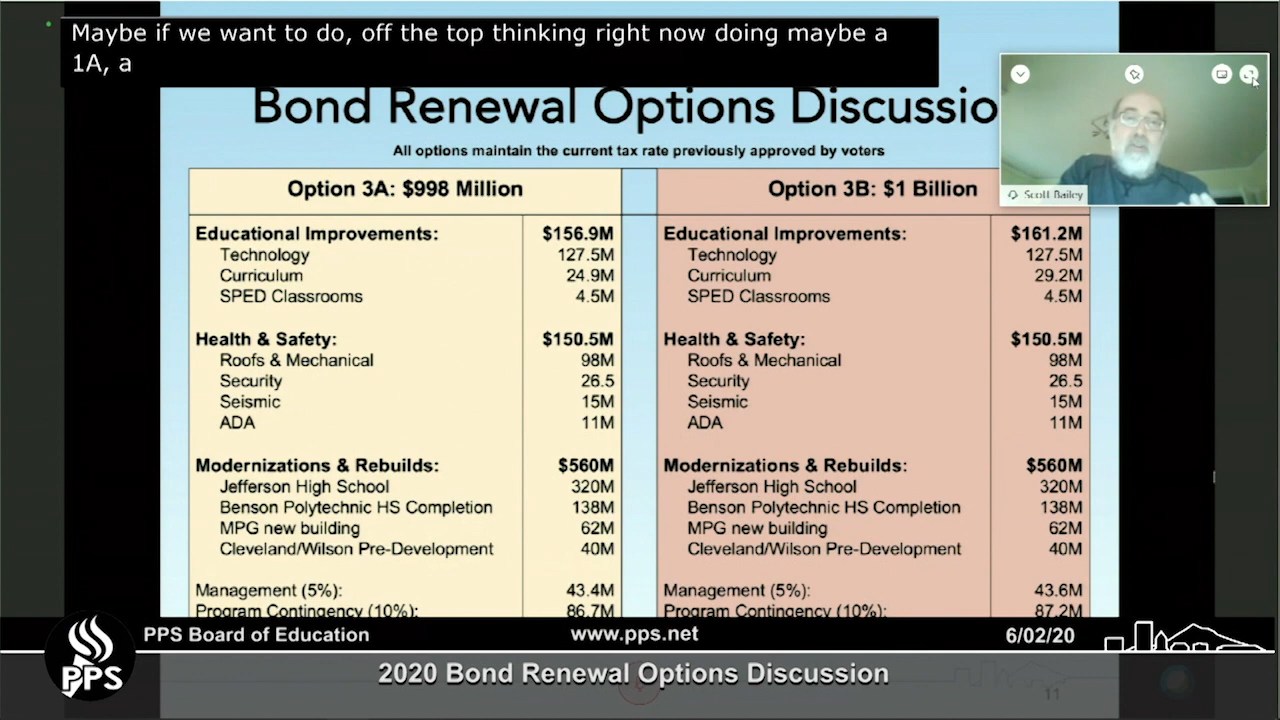 Maybe if we want to do, off the top thinking right now doing maybe a
1A, a
Bond Renewal Options Discussio
All options maintain the current tax rate previously approved by voters
Scott Bailey
Option 3A: $998 Million
Educational Improvements: $156.9M
Technology 127.5M
Curriculum 24.9M
SPED Classrooms 4.5M
Health & Safety: $150.5M
Roofs & Mechanical 98M
Security 26.5
Seismic 15M
ADA 11M
Modernizations & Rebuilds: $560M
Jefferson High School 320M
Benson Polytechnic HS Completion 138M
MPG new building 62M
Cleveland/Wilson Pre-Development 40M
Management (5%): 43.4M
Program Contingency (10%): 86.7M
Option 3B: $1 Billion
Educational Improvements: $161.2M
Technology 127.5M
Curriculum 29.2M
SPED Classrooms 4.5M
Health & Safety: $150.5M
Roofs & Mechanical 98M
Security 26.5
Seismic 15M
ADA 11M
Modernizations & Rebuilds: $560M
Jefferson High School 320M
Benson Polytechnic HS Completion 138M
MPG new building 62M
Cleveland/Wilson Pre-Development 40M
Management (5%): 43.6M
Program Contingency (10%): 87.2M
PPS
PPS Board of Education www.pps.net 6/02/20
2020 Bond Renewal Options Discussion
11